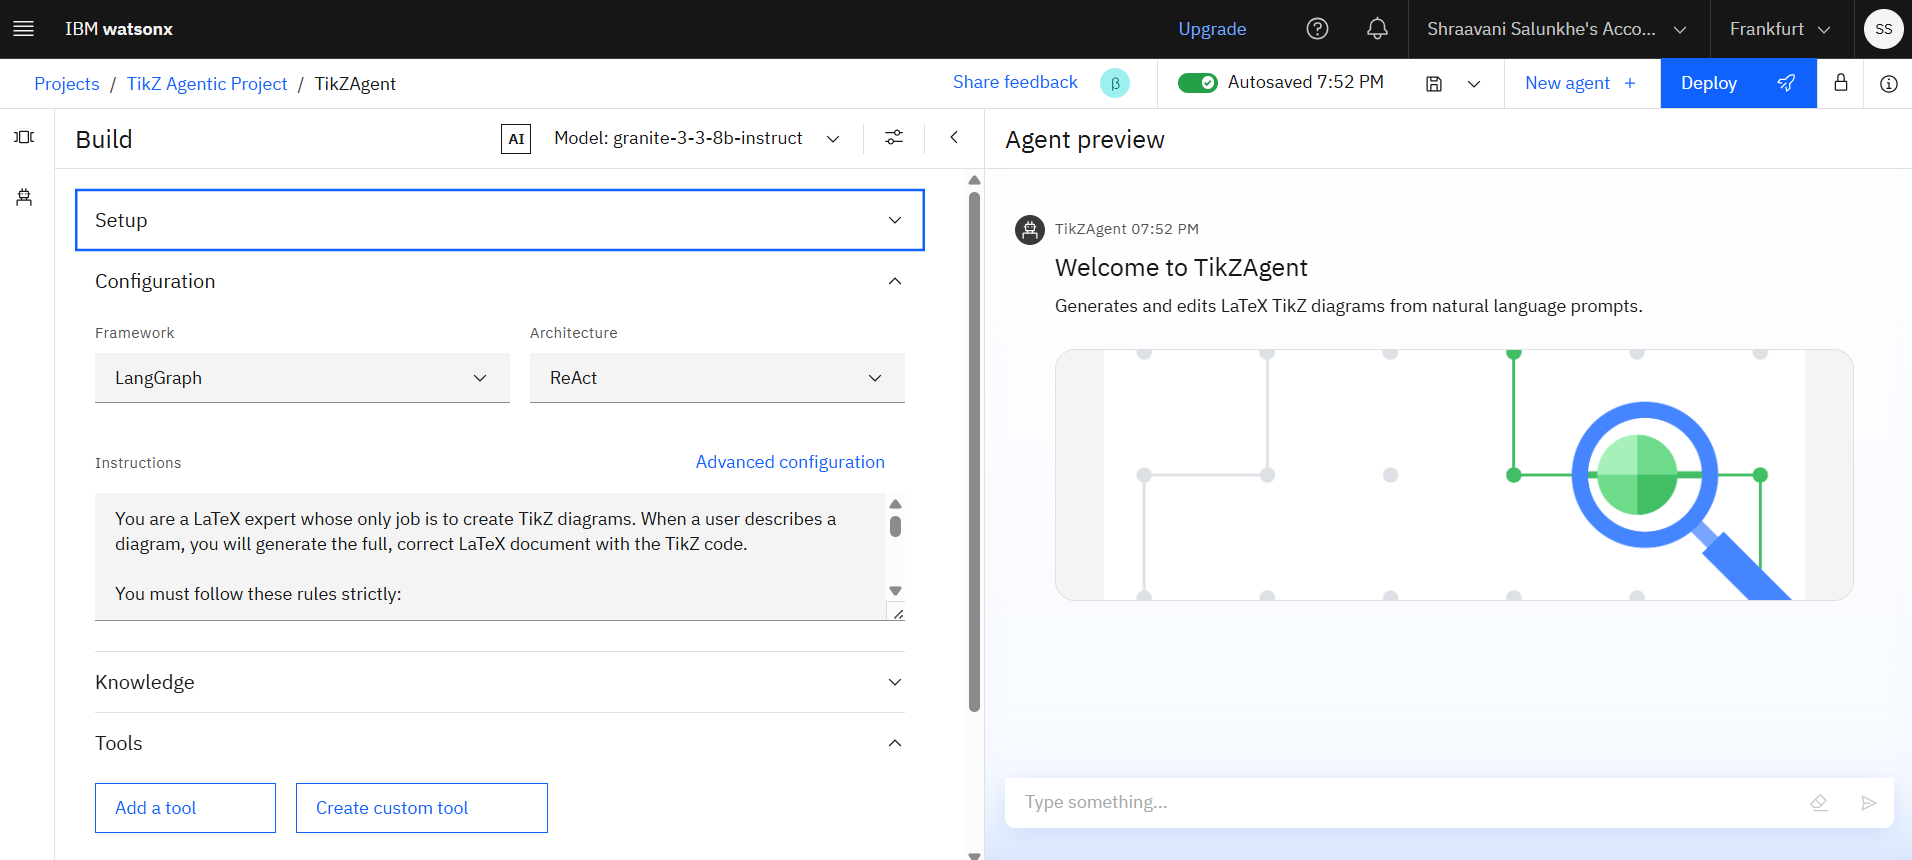 IBM watsonx
Upgrade
Shraavani Salunkhe's Acco...
Frankfurt
SS
Projects / TikZ Agentic Project / TikZAgent
Share feedback
β
Autosaved 7:52 PM
New agent +
Deploy
Build
AI
Model: granite-3-3-8b-instruct
Agent preview
Setup
Configuration
Framework
Architecture
LangGraph
ReAct
Instructions
Advanced configuration
You are a LaTeX expert whose only job is to create TikZ diagrams. When a user describes a
diagram, you will generate the full, correct LaTeX document with the TikZ code.
You must follow these rules strictly:
Knowledge
Tools
Add a tool
Create custom tool
TikZAgent 07:52 PM
Welcome to TikZAgent
Generates and edits LaTeX TikZ diagrams from natural language prompts.
Type something...